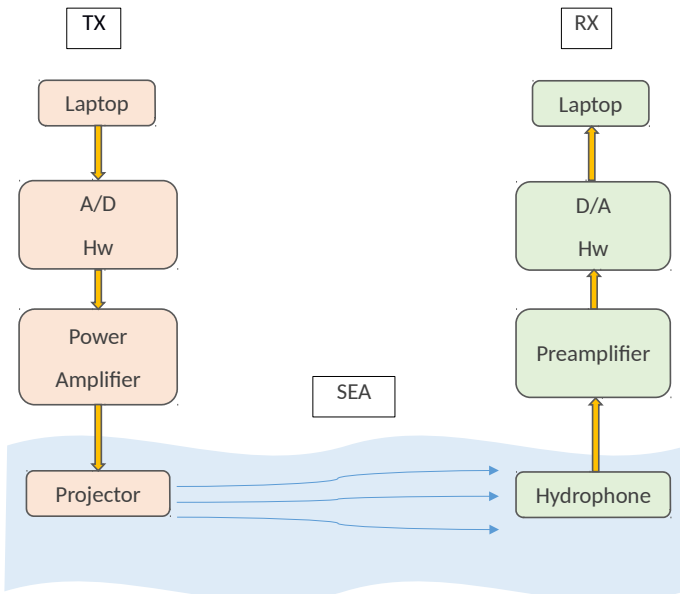 TX
RX
Laptop
Laptop
A/D
Hw
D/A
Hw
Power
Amplifier
Preamplifier
SEA
Projector
Hydrophone